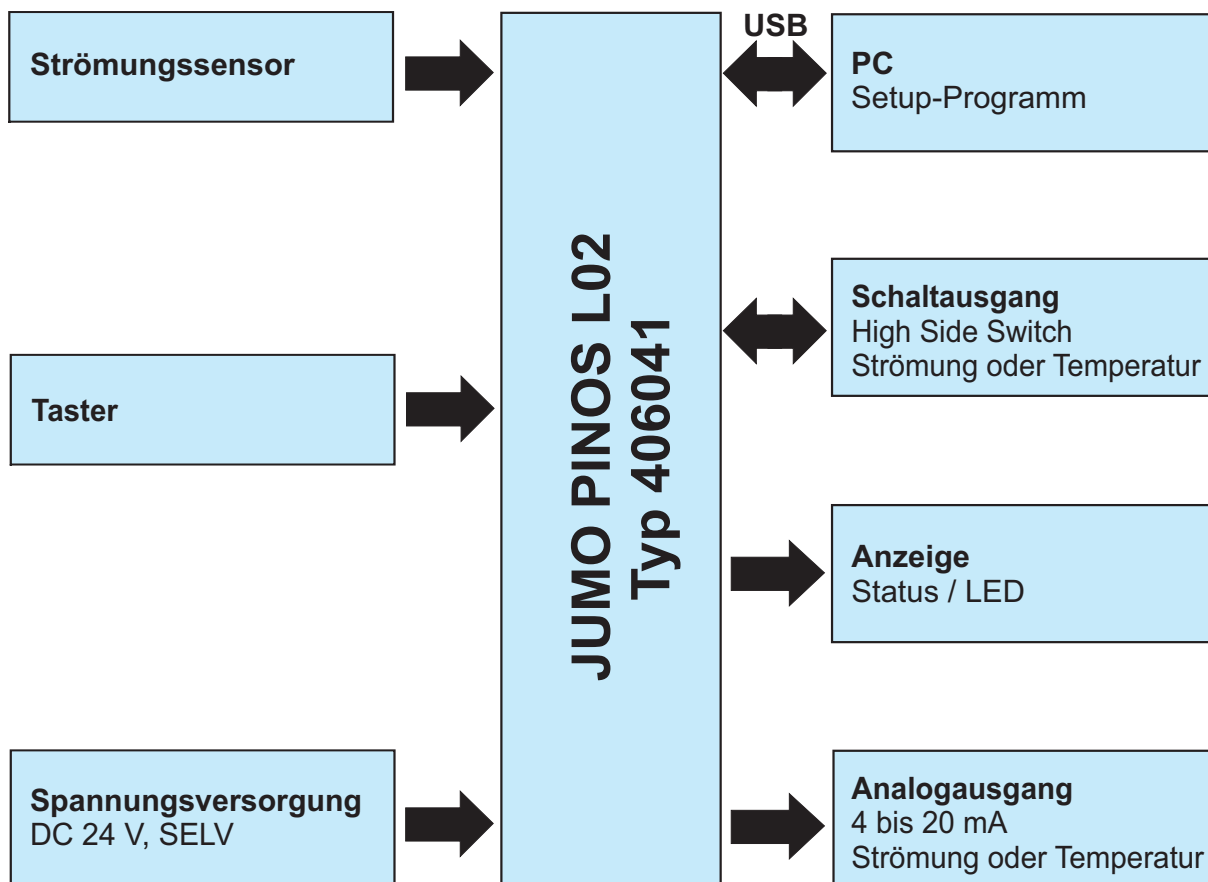 Strömungssensor
Taster
Spannungsversorgung
DC 24 V, SELV
JUMO PINOS L02
Typ 406041
USB
PC
Setup-Programm
Schaltausgang
High Side Switch
Strömung oder Temperatur
Anzeige
Status / LED
Analogausgang
4 bis 20 mA
Strömung oder Temperatur